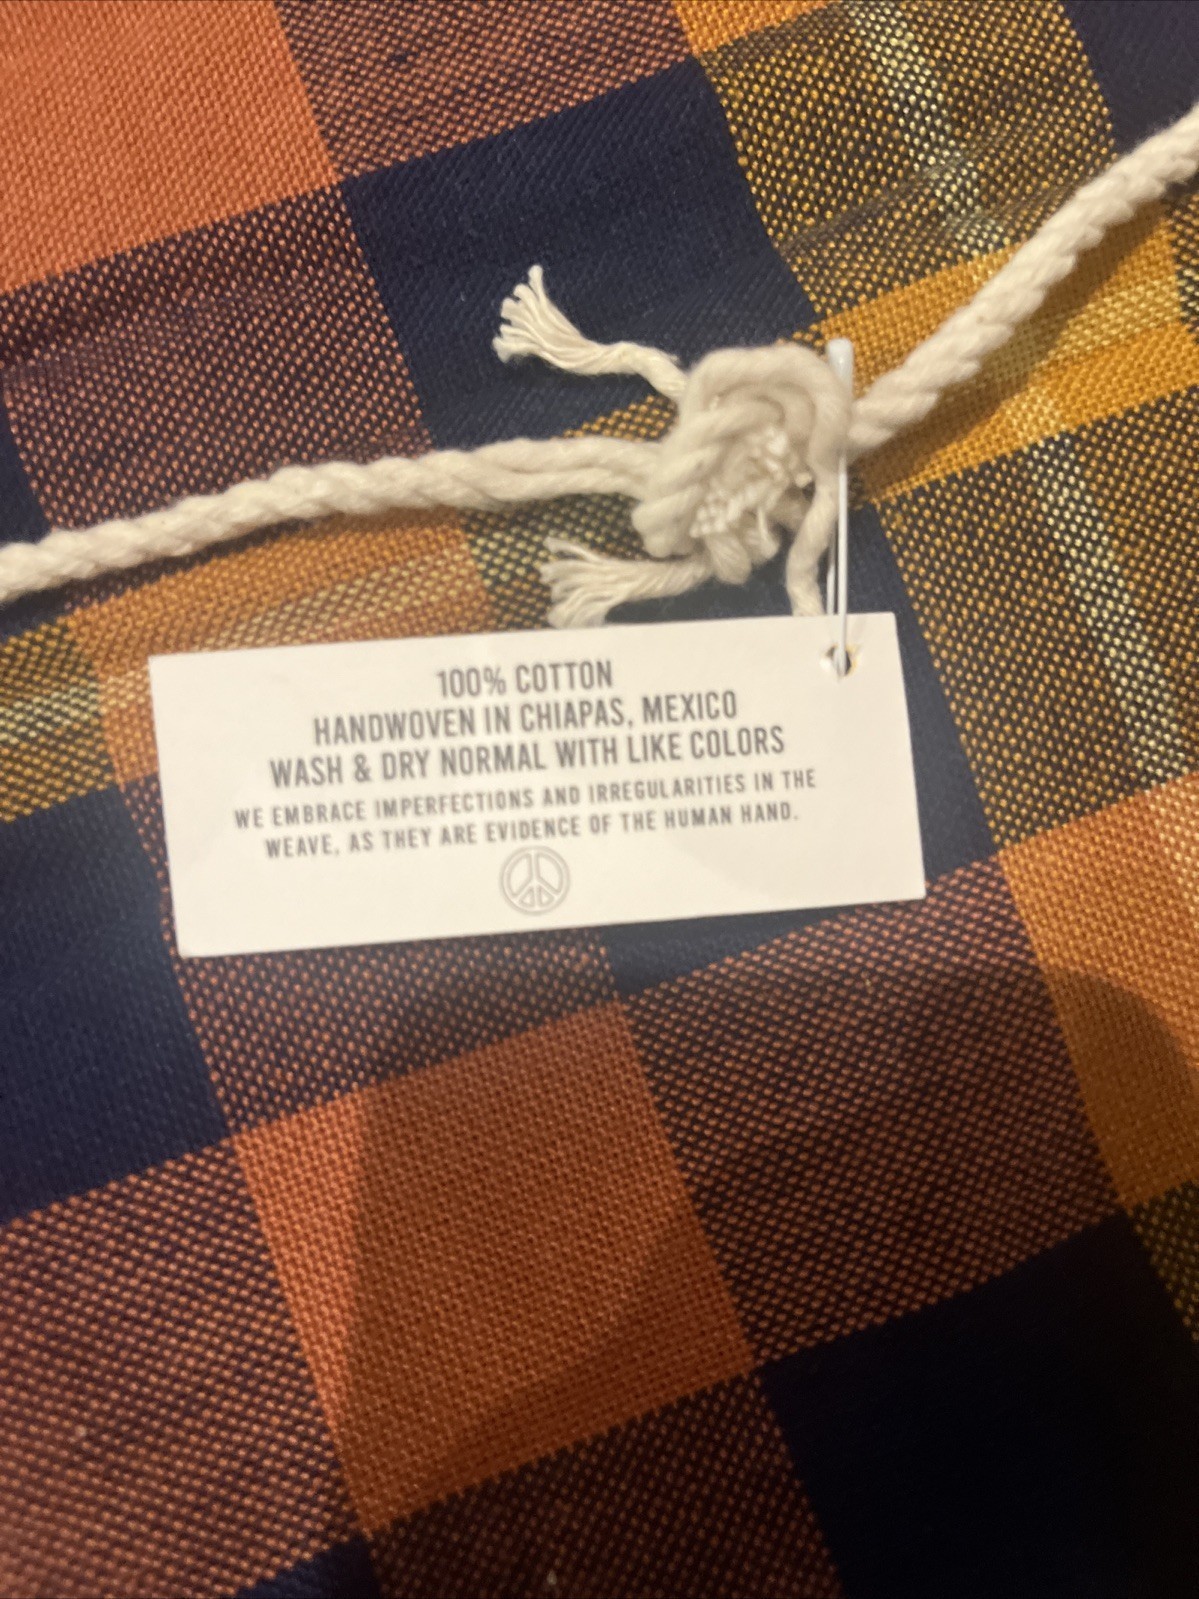 100% COTTON
HANDWOVEN IN CHIAPAS, MEXICO
WASH & DRY NORMAL WITH LIKE COLORS
WE EMBRACE IMPERFECTIONS AND IRREGULARITIES IN THE
WEAVE, AS THEY ARE EVIDENCE OF THE HUMAN HAND.